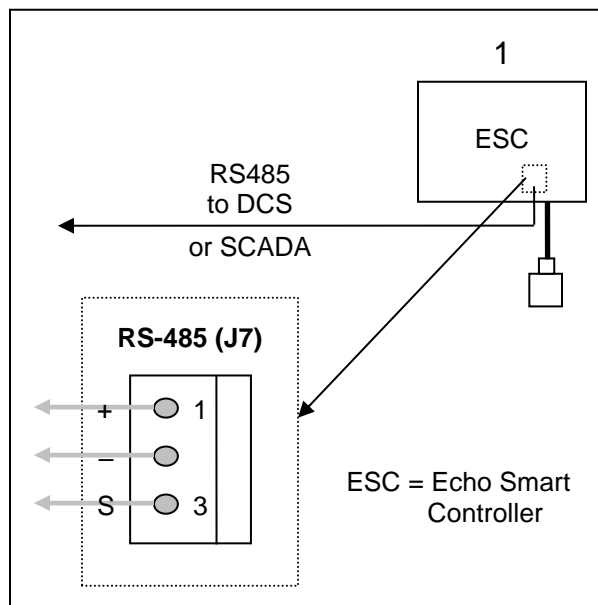 1
ESC
RS485
to DCS
or SCADA
RS-485 (J7)
+ 1
–
S 3
ESC = Echo Smart
Controller